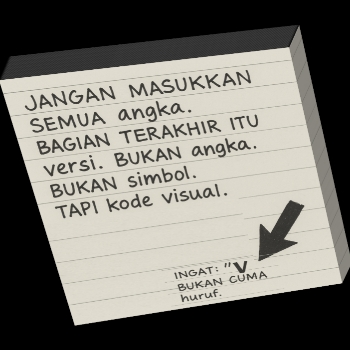 JANGAN MASUKKAN
SEMUA angka.
BAGIAN TERAKHIR ITU
versi. BUKAN angka.
BUKAN simbol.
TAPI kode visual.
INGAT: "V
BUKAN CUMA
huruf.